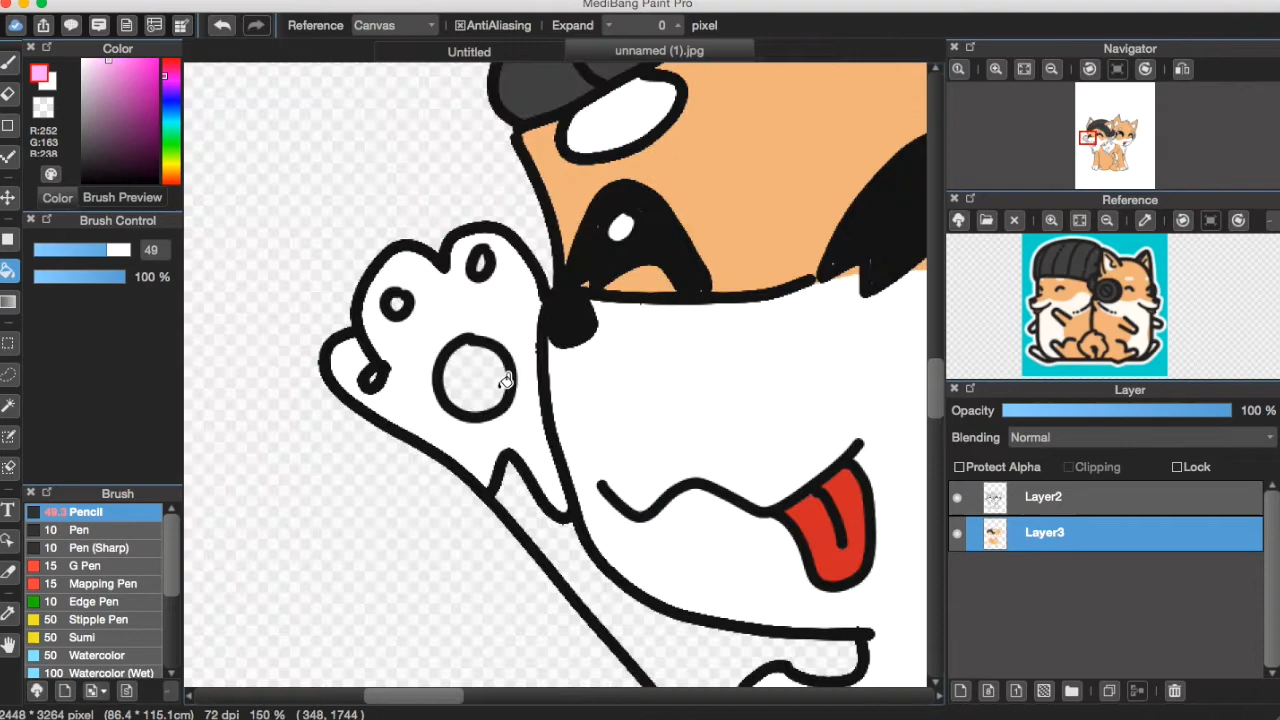 MediBang Paint Pro
Reference Canvas AntiAliasing Expand 0 pixel
Untitled unnamed (1).jpg
Color
R:252
G:163
B:238
Color Brush Preview
Brush Control
49
100 %
Brush
49.3 Pencil
10 Pen
10 Pen (Sharp)
15 G Pen
15 Mapping Pen
10 Edge Pen
50 Stipple Pen
50 Sumi
50 Watercolor
100 Watercolor (Wet)
Navigator
Reference
Layer
Opacity 100 %
Blending Normal
Protect Alpha Clipping Lock
Layer2
Layer3
2448 * 3264 pixel (86.4 * 115.1cm) 72 dpi 150 % ( 348, 1744 )